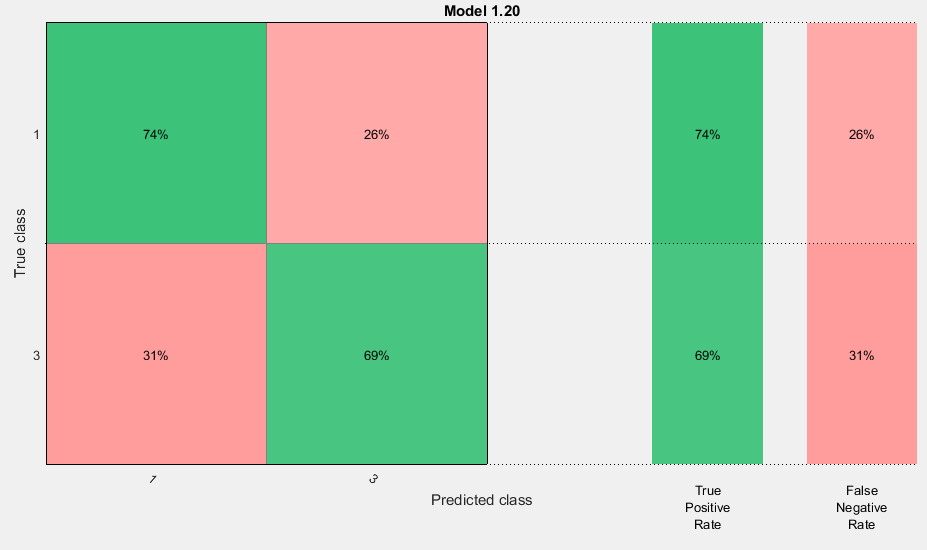 Model 1.20
True class
1
74%
26%
74%
26%
3
31%
69%
69%
31%
1
3
Predicted class
True
Positive
Rate
False
Negative
Rate